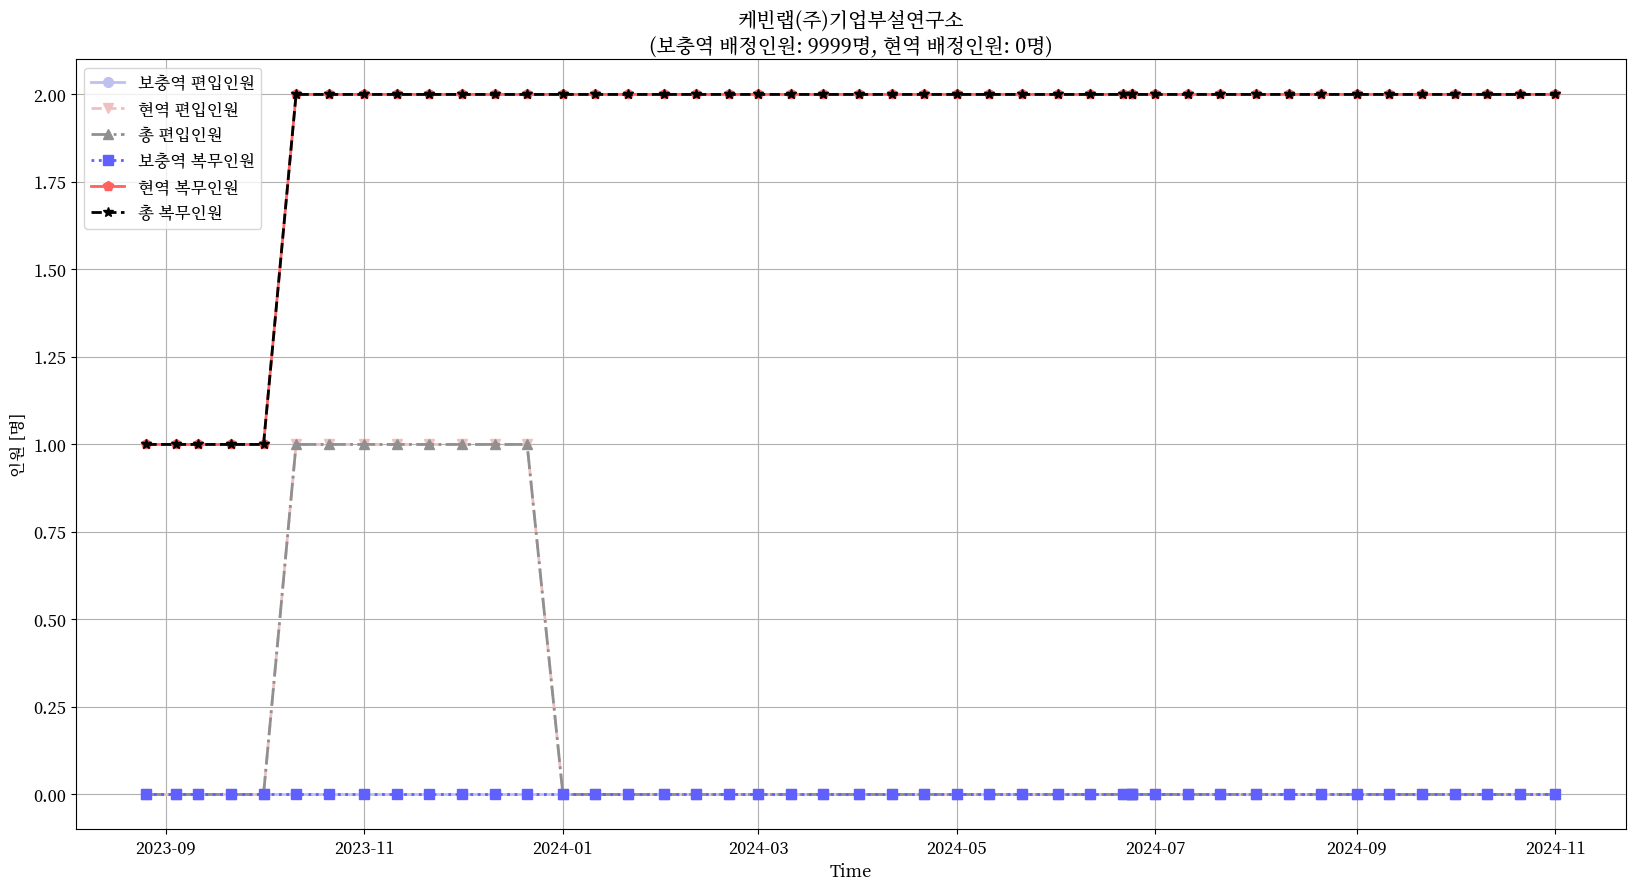 케빈랩(주)기업부설연구소
(보충역 배정인원: 9999명, 현역 배정인원: 0명)
보충역 편입인원
현역 편입인원
총 편입인원
보충역 복무인원
현역 복무인원
총 복무인원
2.00
1.75
1.50
1.25
1.00
0.75
0.50
0.25
0.00
인원 [명]
2023-09 2023-11 2024-01 2024-03 2024-05 2024-07 2024-09 2024-11
Time